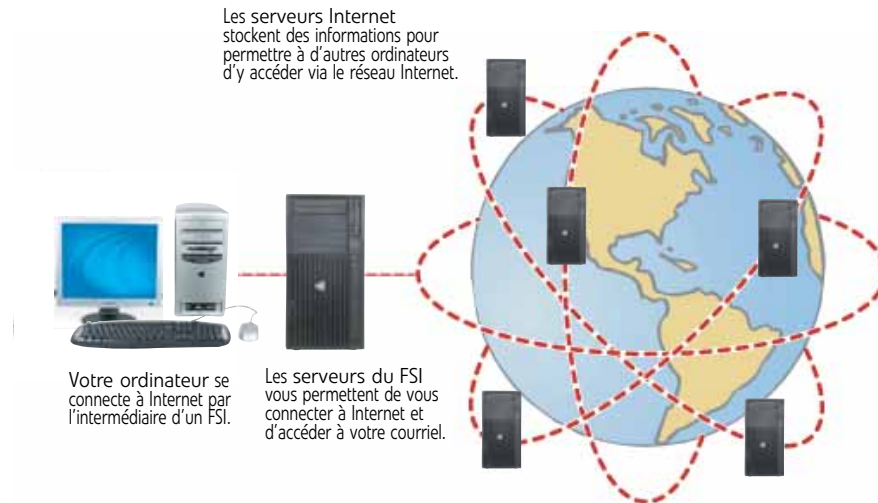 Les serveurs Internet
stockent des informations pour
permettre à d'autres ordinateurs
d'y accéder via le réseau Internet.
Votre ordinateur se
connecte à Internet par
l'intermédiaire d'un FSI.
Les serveurs du FSI
vous permettent de vous
connecter à Internet et
d'accéder à votre courriel.